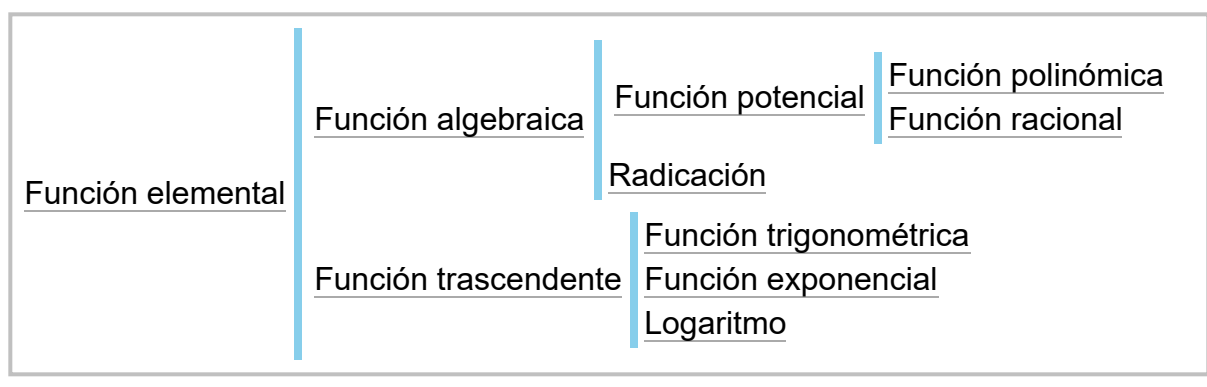 Función elemental
Función algebraica
Función potencial
Función polinómica
Función racional
Radicación
Función trascendente
Función trigonométrica
Función exponencial
Logaritmo